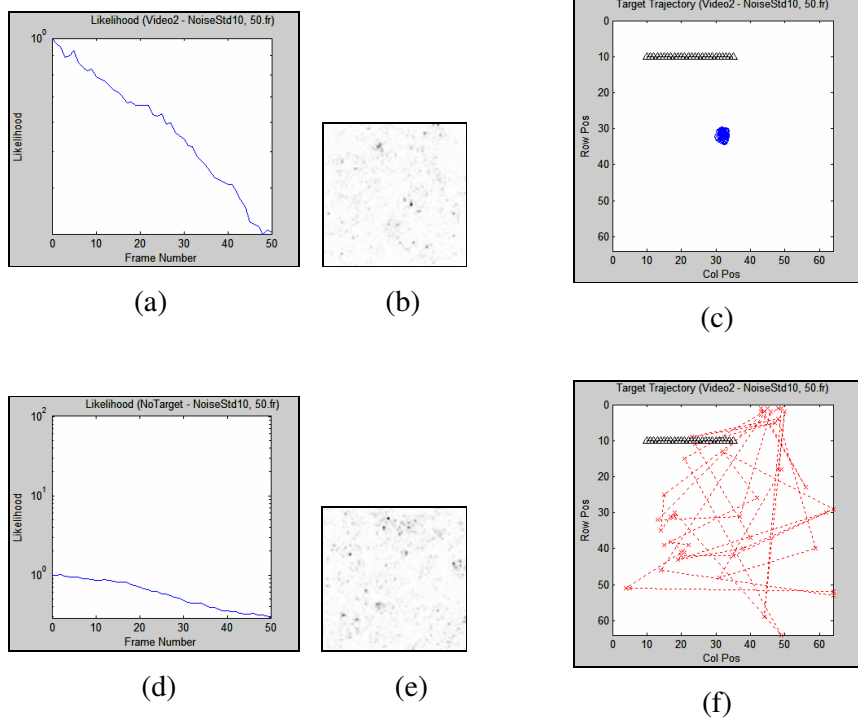 Likelihood (Video2 - NoiseStd10, 50.fr)
10^0
Likelihood
0 10 20 30 40 50
Frame Number
(a)
(b)
Target Trajectory (Video2 - NoiseStd10, 50.fr)
0
10
20
30
40
50
60
Row Pos
10 20 30 40 50 60
Col Pos
(c)
Likelihood (NoTarget - NoiseStd10, 50.fr)
10^2
10^1
10^0
Likelihood
0 10 20 30 40 50
Frame Number
(d)
(e)
Target Trajectory (Video2 - NoiseStd10, 50.fr)
0
10
20
30
40
50
60
Row Pos
10 20 30 40 50 60
Col Pos
(f)